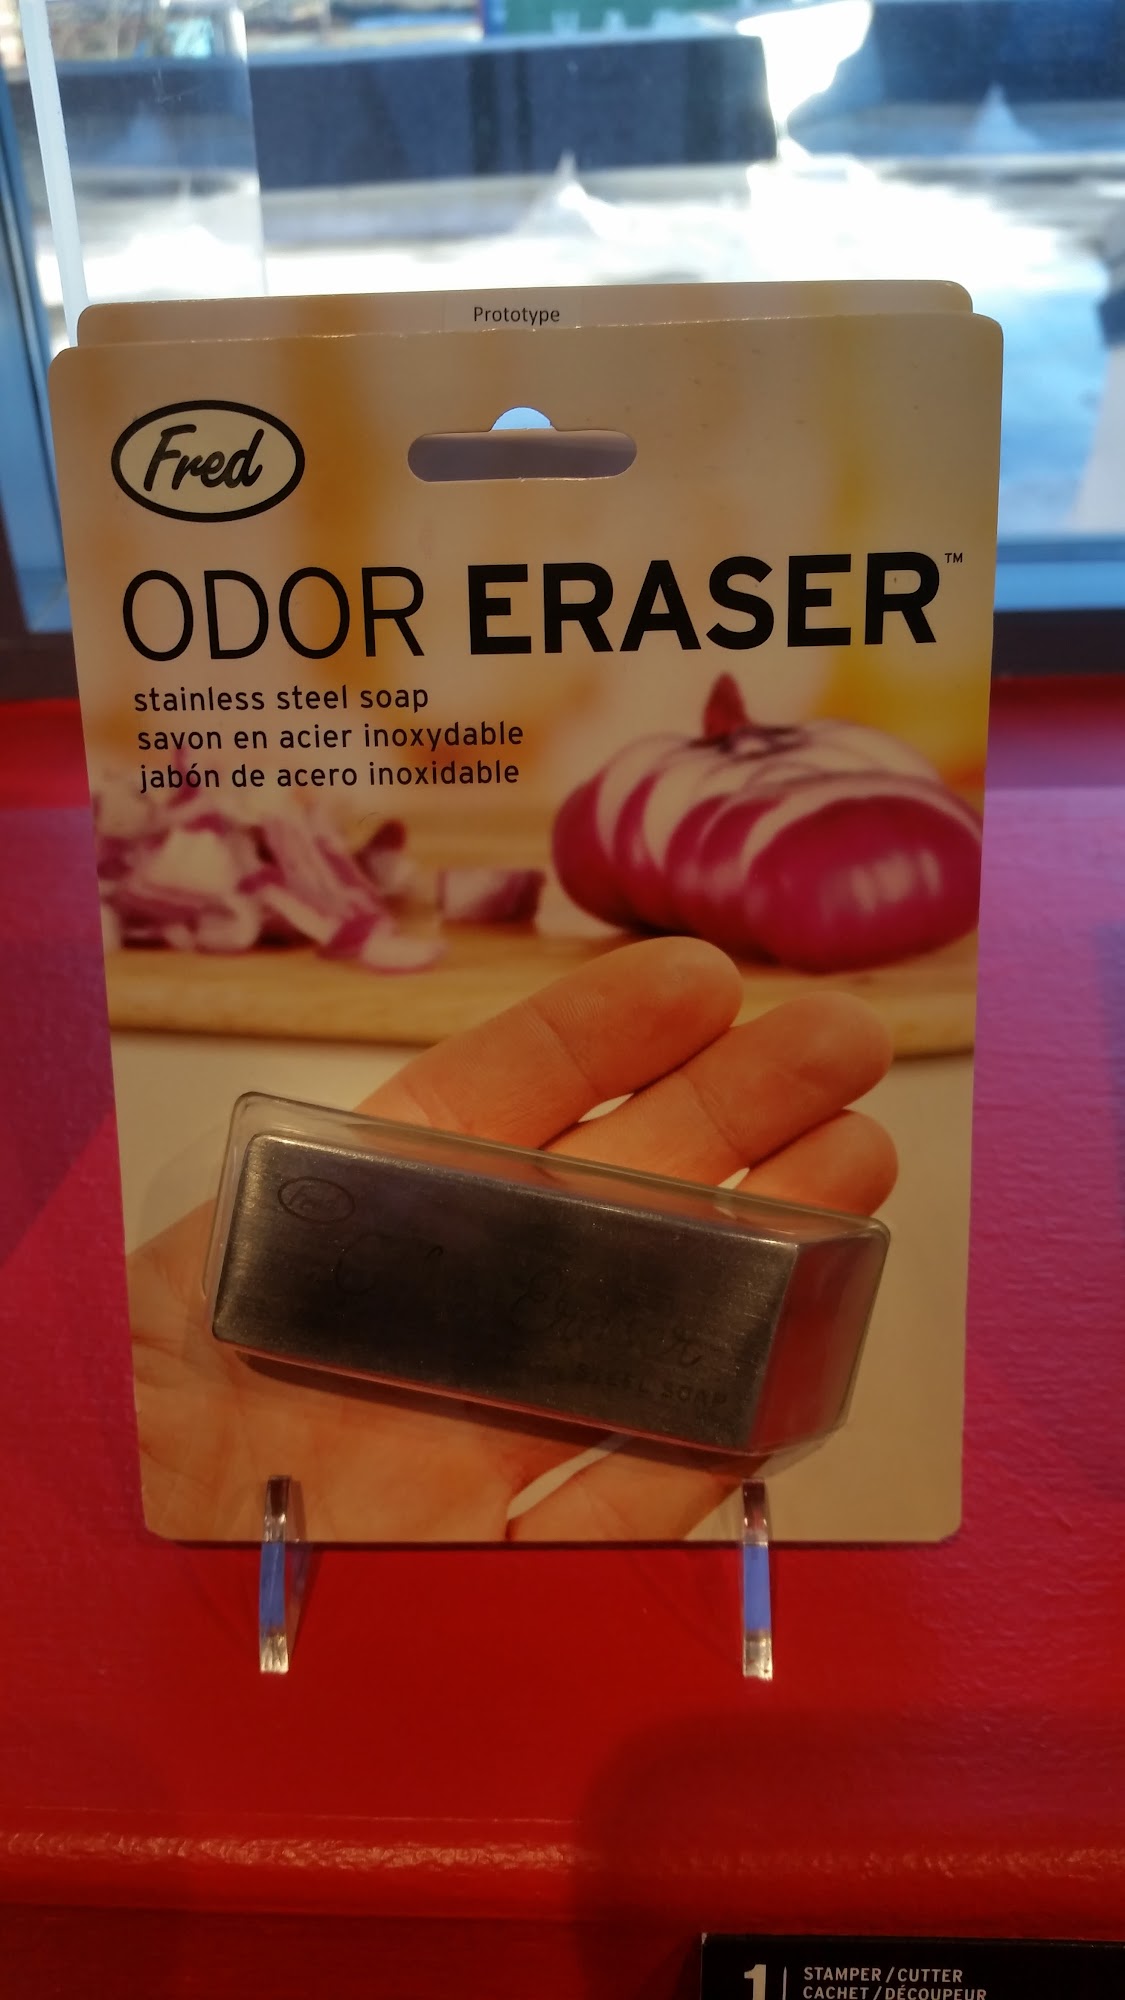 Prototype
Fred
ODOR ERASER™
stainless steel soap
savon en acier inoxydable
jabón de acero inoxidable
Fred
Eraser
STEEL SOAP
1
STAMPER / CUTTER
CACHET / DÉCOUPEUR